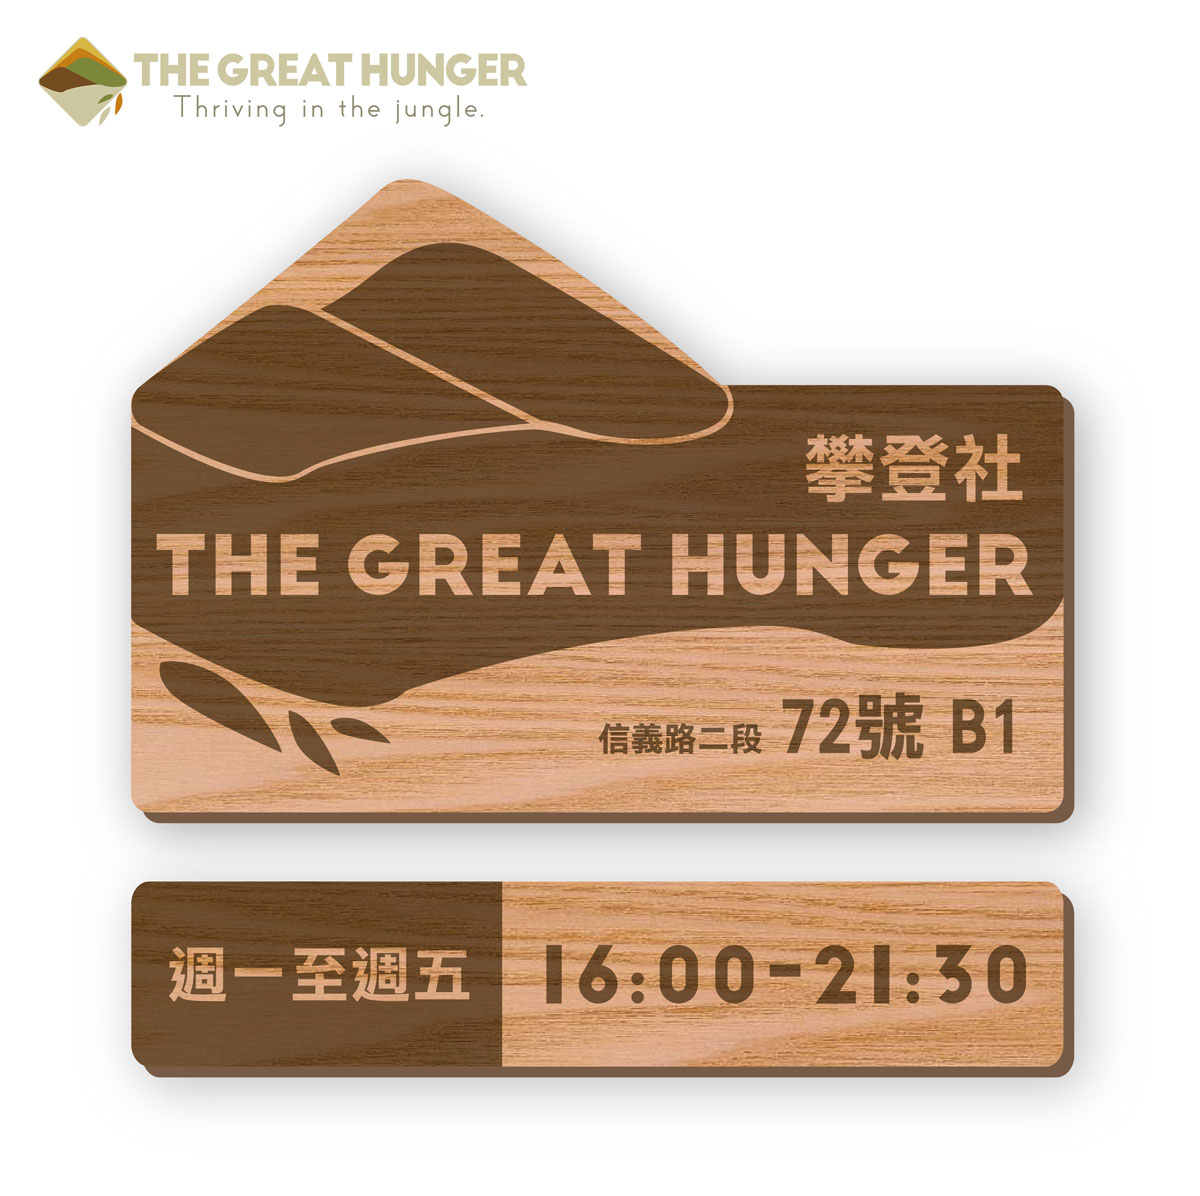 THE GREAT HUNGER
Thriving in the jungle.
攀登社
THE GREAT HUNGER
信義路二段 72號 B1
週一至週五 16:00-21:30